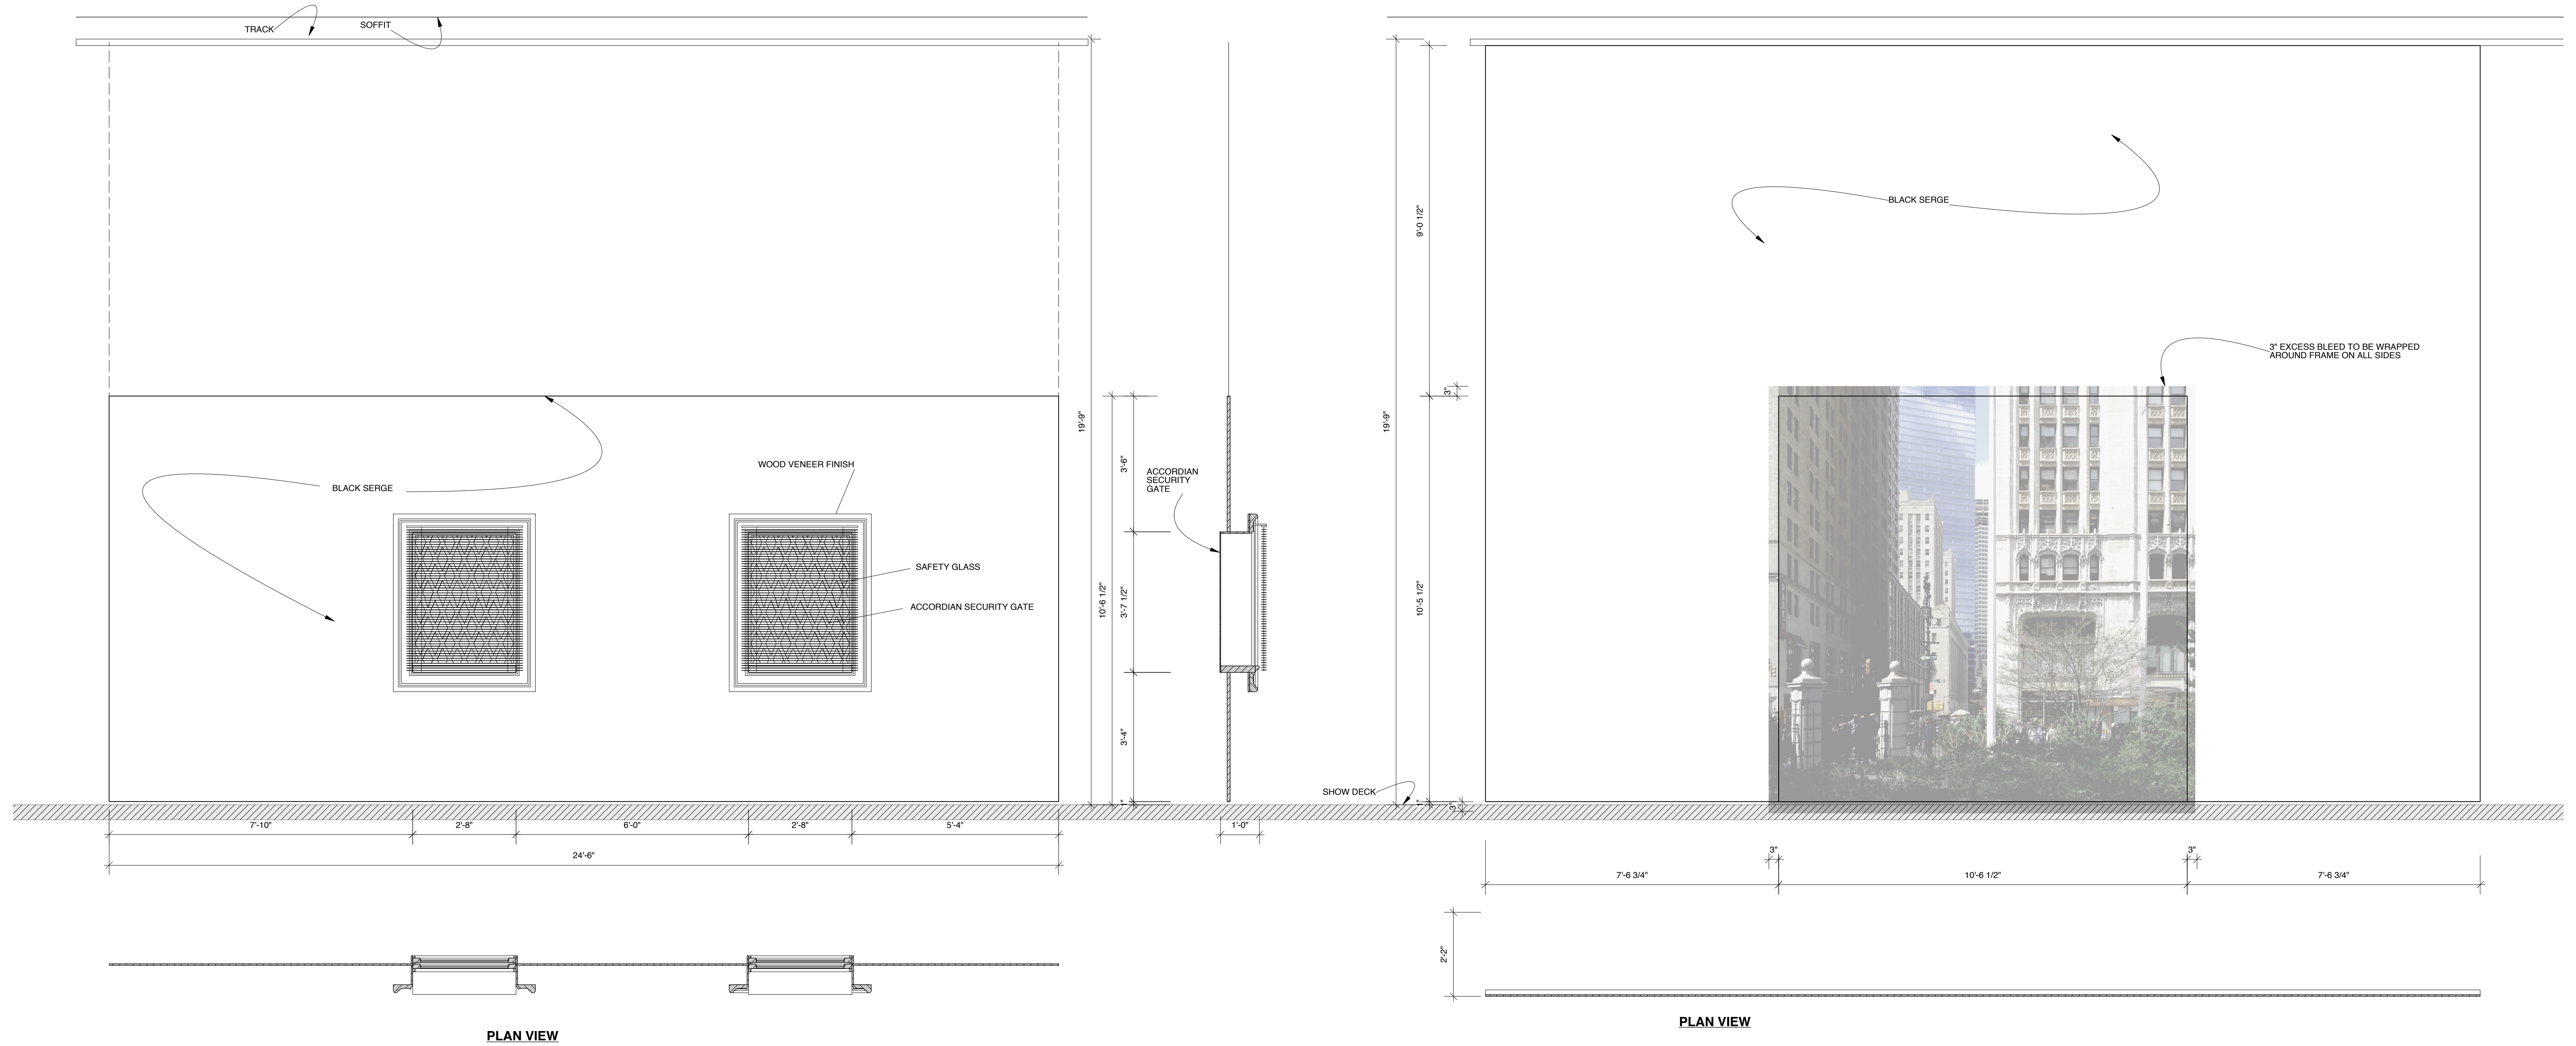 TRACK
SOFFIT
BLACK SERGE
WOOD VENEER FINISH
SAFETY GLASS
ACCORDIAN SECURITY GATE
7'-10"
2'-8"
6'-0"
2'-8"
5'-4"
24'-6"
19'-9"
10'-6 1/2"
3'-6"
3'-7 1/2"
3'-4"
1"
ACCORDIAN
SECURITY
GATE
1'-0"
PLAN VIEW
19'-9"
9'-0 1/2"
3"
10'-5 1/2"
1"
3"
SHOW DECK
BLACK SERGE
3" EXCESS BLEED TO BE WRAPPED
AROUND FRAME ON ALL SIDES
3"
3"
7'-6 3/4"
10'-6 1/2"
7'-6 3/4"
2'-2"
PLAN VIEW